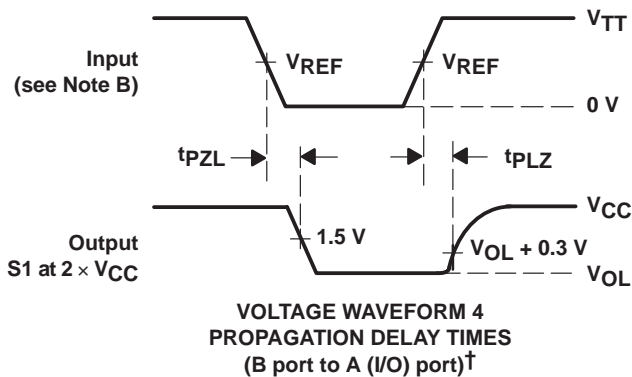 VTT
Input
(see Note B)
VREF
VREF
0 V
tPZL
tPLZ
VCC
Output
S1 at 2 × VCC
1.5 V
VOL + 0.3 V
VOL
VOLTAGE WAVEFORM 4
PROPAGATION DELAY TIMES
(B port to A (I/O) port)†